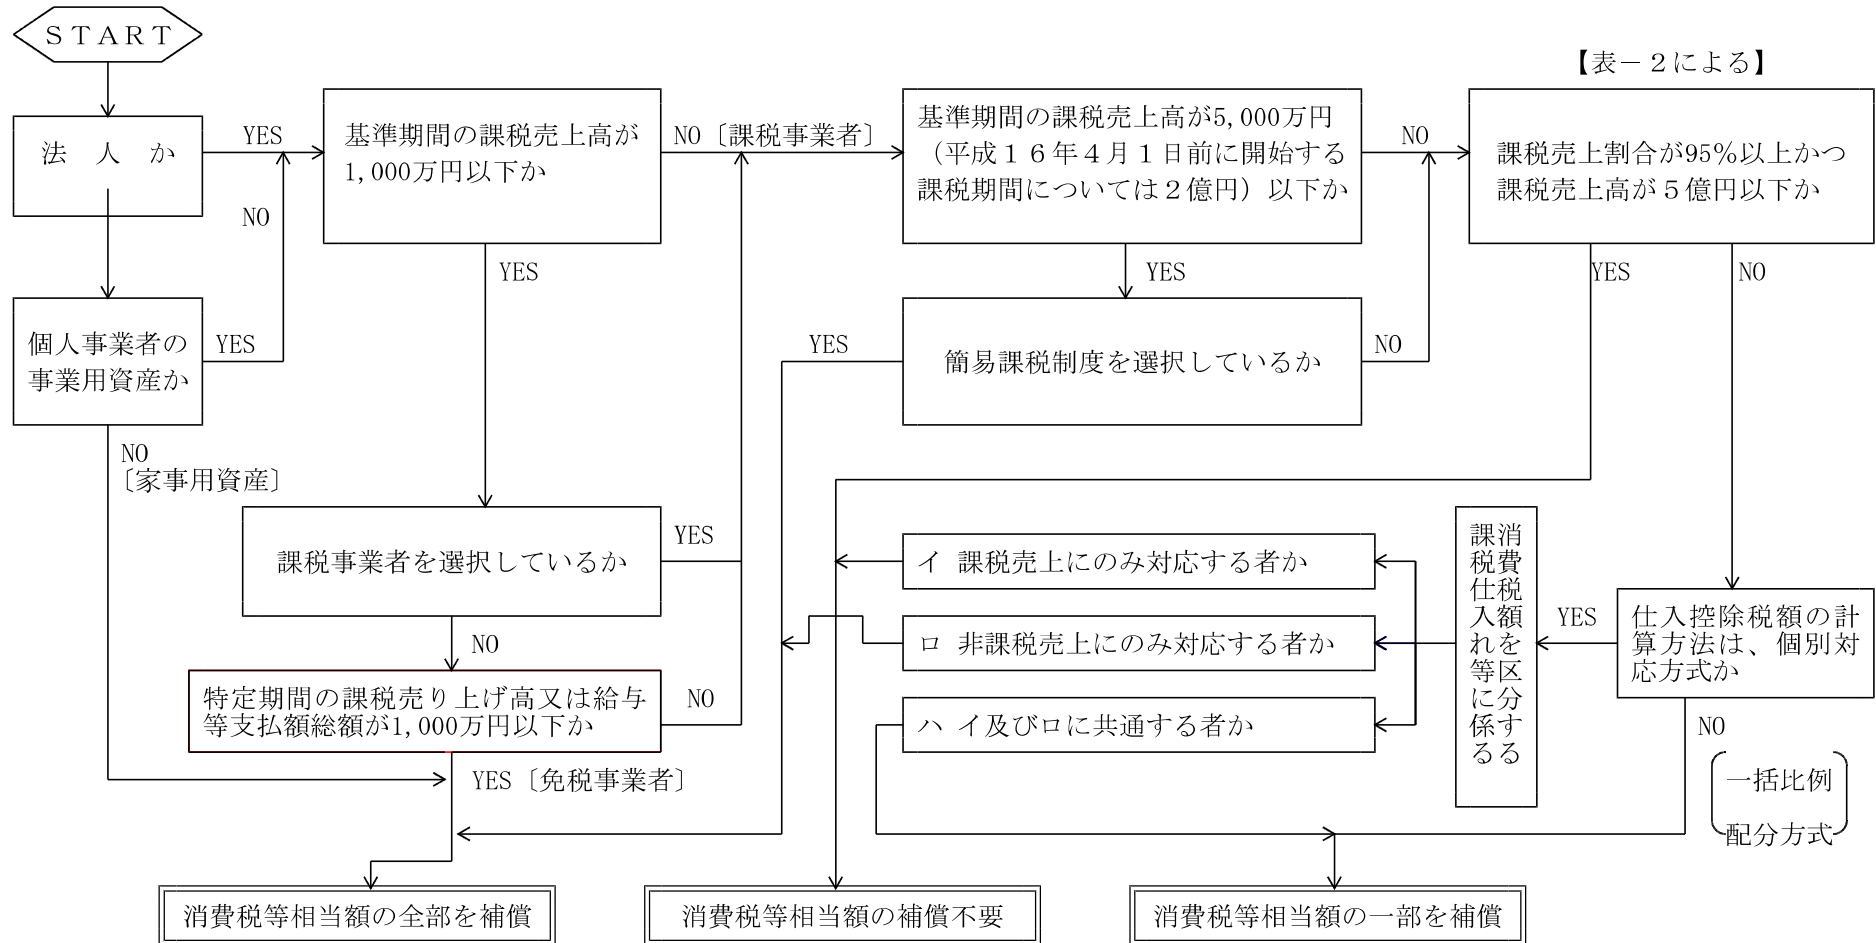 ＳＴＡＲＴ
法　人　か
YES
NO
個人事業者の
事業用資産か
YES
NO
〔家事用資産〕
基準期間の課税売上高が
1,000万円以下か
NO〔課税事業者〕
YES
課税事業者を選択しているか
YES
NO
特定期間の課税売り上げ高又は給与
等支払額総額が1,000万円以下か
NO
YES〔免税事業者〕
基準期間の課税売上高が5,000万円
（平成１６年４月１日前に開始する
課税期間については２億円）以下か
NO
YES
簡易課税制度を選択しているか
YES
NO
【表－２による】
課税売上割合が95％以上かつ
課税売上高が５億円以下か
YES
NO
仕入控除税額の計
算方法は、個別対
応方式か
YES
NO
一括比例
配分方式
課税仕入れ等に係る
消費税額を区分する
イ 課税売上にのみ対応する者か
ロ 非課税売上にのみ対応する者か
ハ イ及びロに共通する者か
消費税等相当額の全部を補償
消費税等相当額の補償不要
消費税等相当額の一部を補償